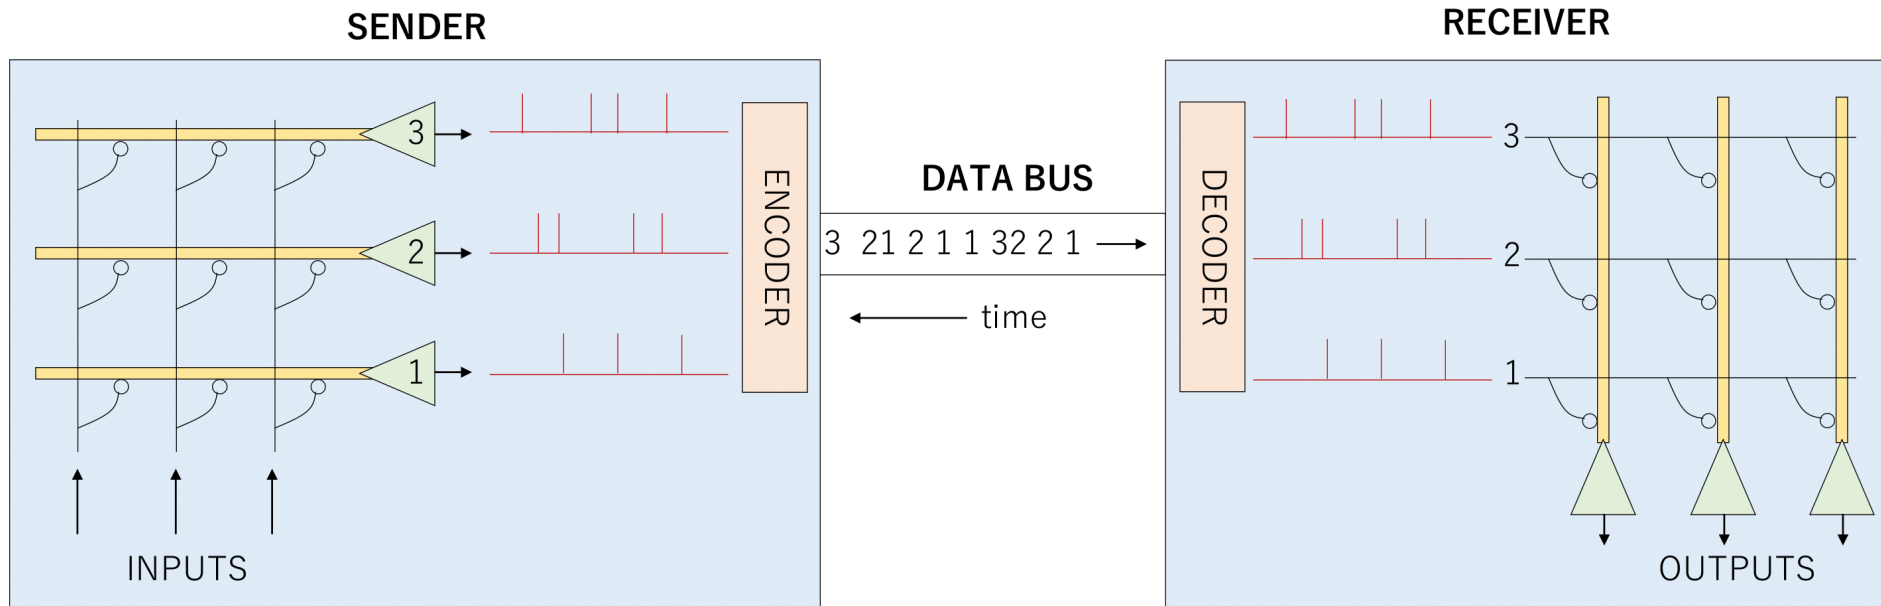 SENDER
RECEIVER
3
2
1
INPUTS
ENCODER
DATA BUS
3 21 2 1 1 32 2 1
time
DECODER
3
2
1
OUTPUTS